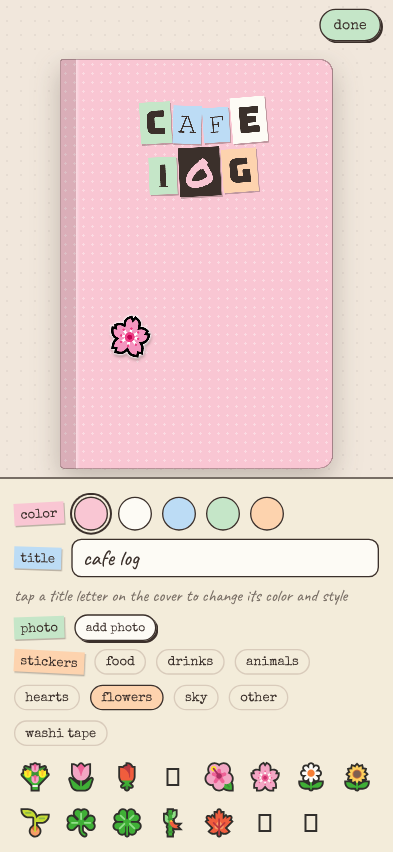 done
CAFE
lOG
color
title
cafe log
tap a title letter on the cover to change its color and style
photo
add photo
stickers
food
drinks
animals
hearts
flowers
sky
other
washi tape